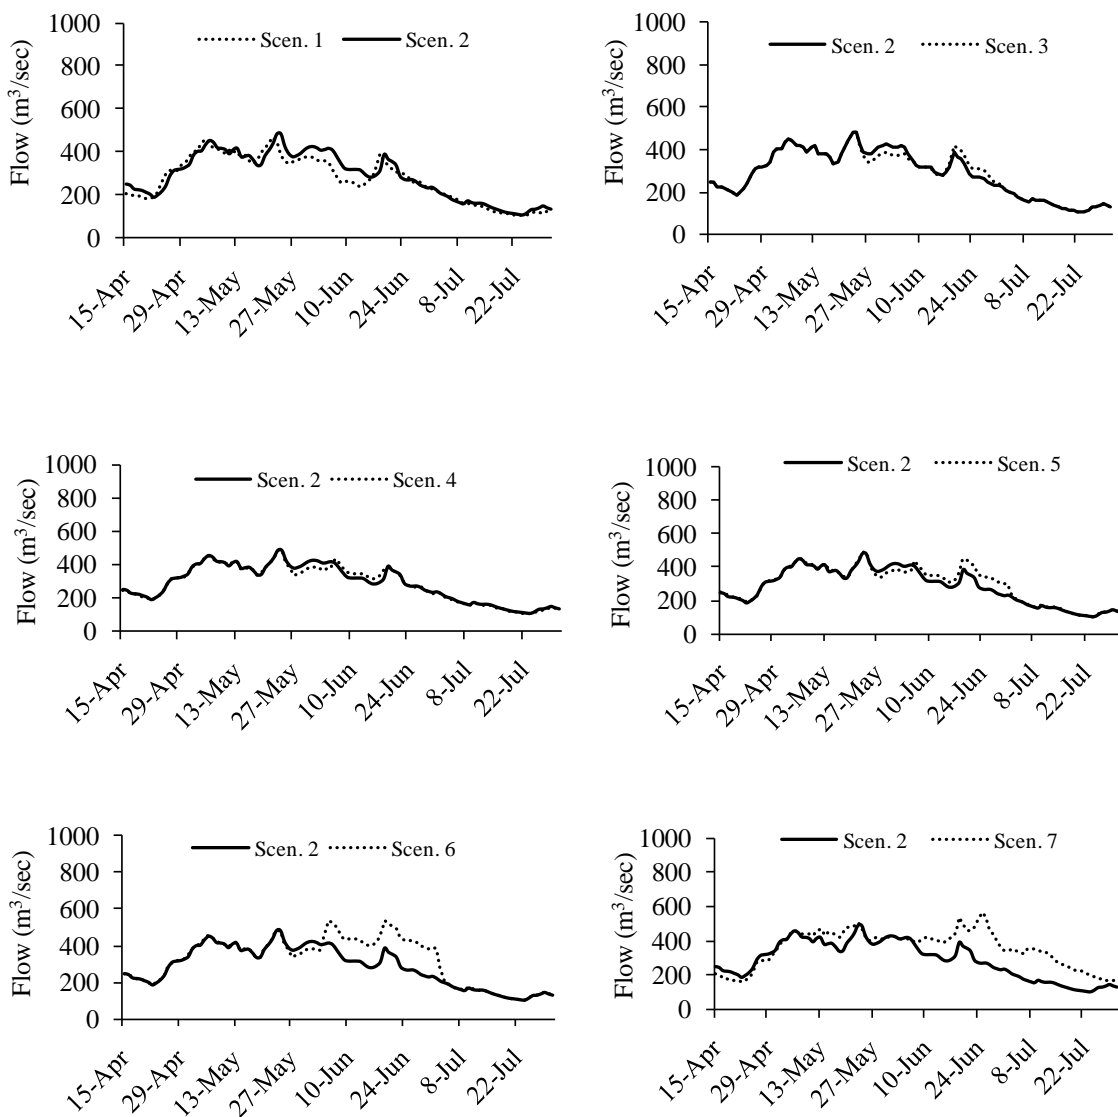 1000
800
600
400
200
0
Flow (m³/sec)
Scen. 1 Scen. 2
15-Apr 29-Apr 13-May 27-May 10-Jun 24-Jun 8-Jul 22-Jul
1000
800
600
400
200
0
Flow (m³/sec)
Scen. 2 Scen. 3
15-Apr 29-Apr 13-May 27-May 10-Jun 24-Jun 8-Jul 22-Jul
1000
800
600
400
200
0
Flow (m³/sec)
Scen. 2 Scen. 4
15-Apr 29-Apr 13-May 27-May 10-Jun 24-Jun 8-Jul 22-Jul
1000
800
600
400
200
0
Flow (m³/sec)
Scen. 2 Scen. 5
15-Apr 29-Apr 13-May 27-May 10-Jun 24-Jun 8-Jul 22-Jul
1000
800
600
400
200
0
Flow (m³/sec)
Scen. 2 Scen. 6
15-Apr 29-Apr 13-May 27-May 10-Jun 24-Jun 8-Jul 22-Jul
1000
800
600
400
200
0
Flow (m³/sec)
Scen. 2 Scen. 7
15-Apr 29-Apr 13-May 27-May 10-Jun 24-Jun 8-Jul 22-Jul